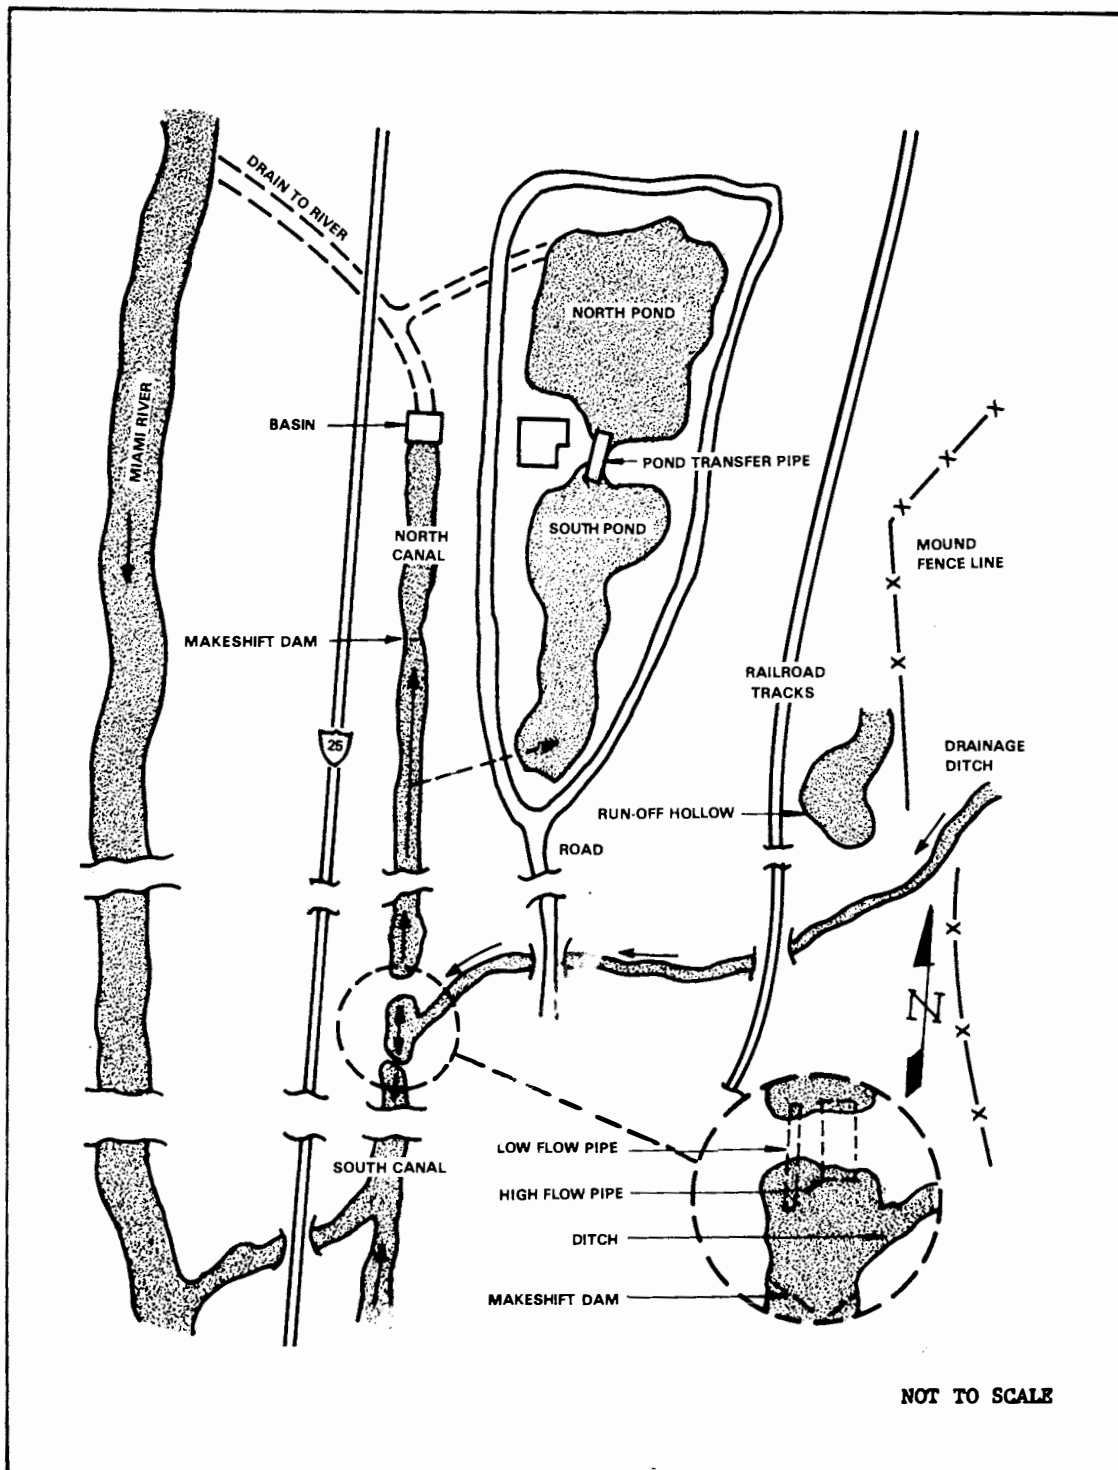 DRAIN TO RIVER
NORTH POND
MIAMI RIVER
BASIN
POND TRANSFER PIPE
NORTH
CANAL
SOUTH POND
MOUND
FENCE LINE
MAKESHIFT DAM
RAILROAD
TRACKS
25
DRAINAGE
DITCH
RUN-OFF HOLLOW
ROAD
N
LOW FLOW PIPE
SOUTH CANAL
HIGH FLOW PIPE
DITCH
MAKESHIFT DAM
NOT TO SCALE